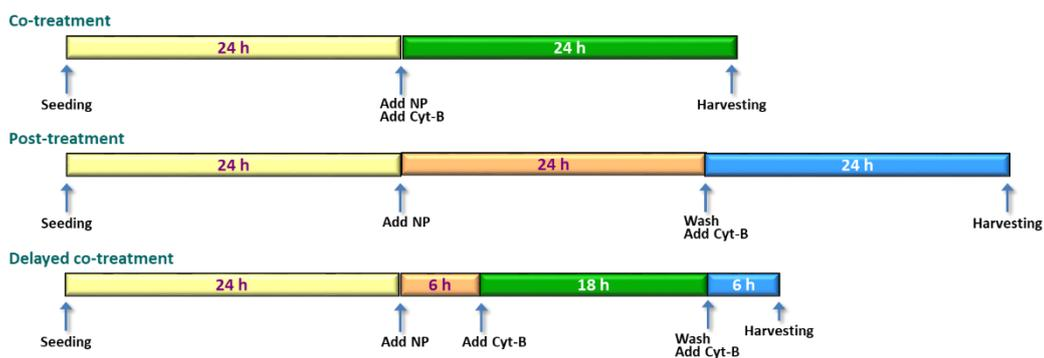 Co-treatment
24 h 24 h
Seeding Add NP Harvesting
Add Cyt-B
Post-treatment
24 h 24 h 24 h
Seeding Add NP Wash Harvesting
Add Cyt-B
Delayed co-treatment
24 h 6 h 18 h 6 h
Seeding Add NP Add Cyt-B Wash Harvesting
Add Cyt-B